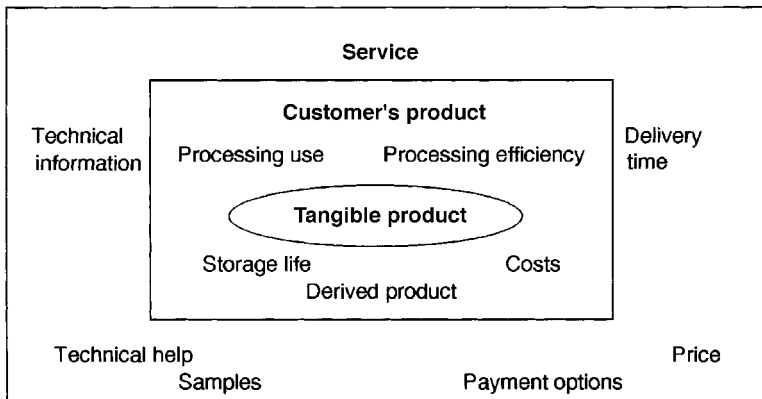 Service
Customer's product
Technical
information
Delivery
time
Processing use
Processing efficiency
Tangible product
Storage life
Costs
Derived product
Technical help
Price
Samples
Payment options